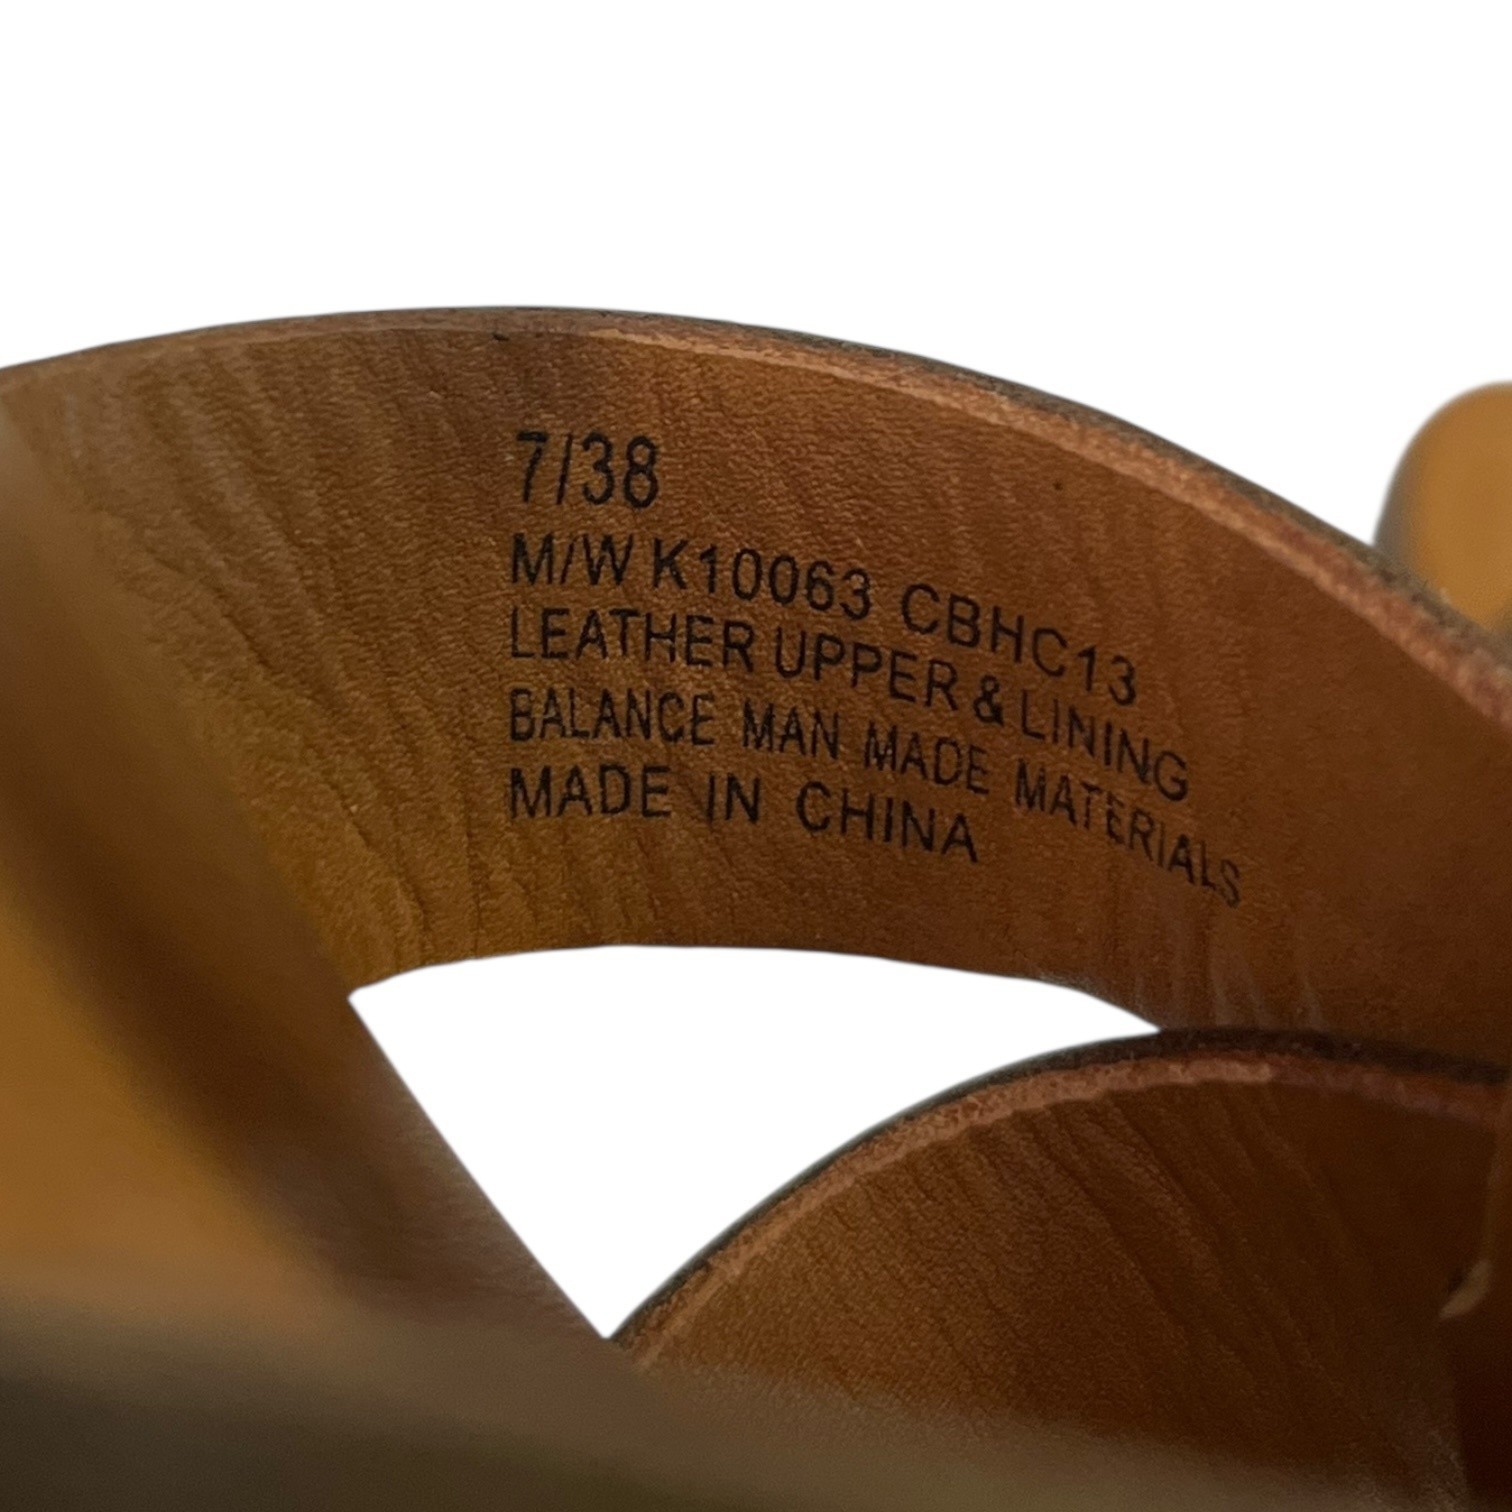 7/38
M/W K10063 CBHC13
LEATHER UPPER & LINING
BALANCE MAN MADE MATERIALS
MADE IN CHINA